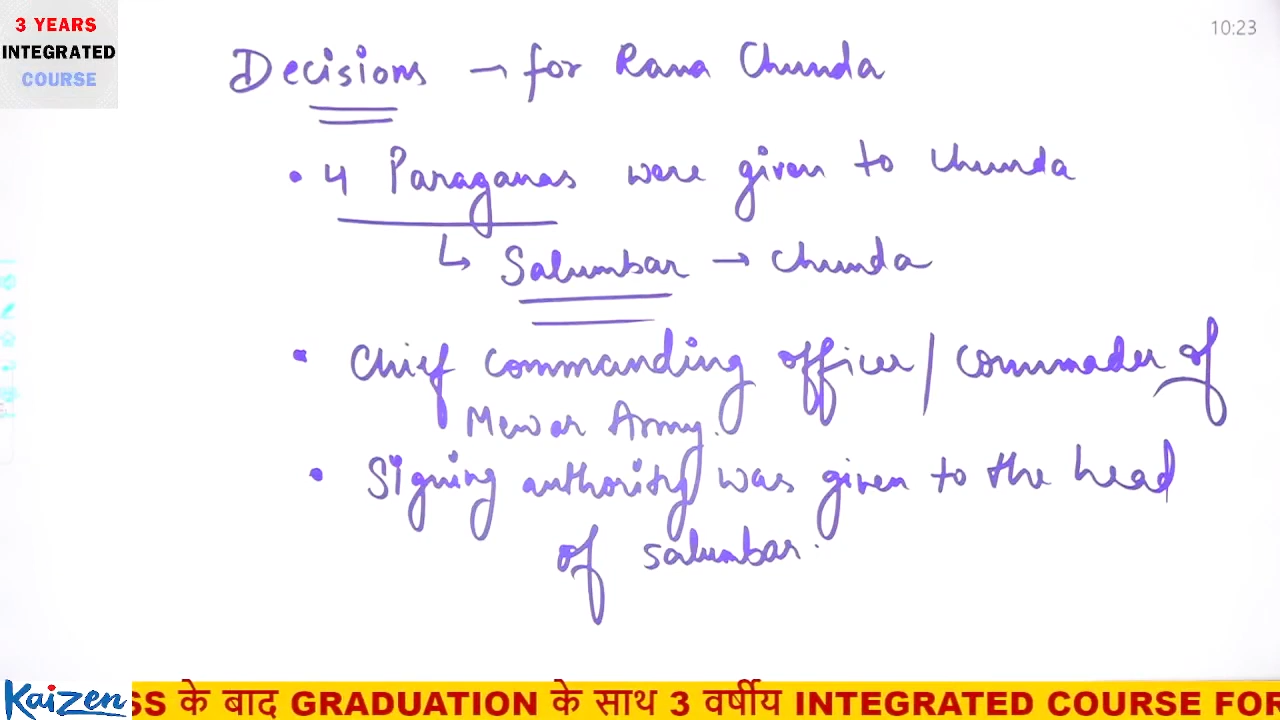 3 YEARS
INTEGRATED
COURSE
10:23
Decisions → for Rana Chunda
• 4 Paraganas were given to Chunda
↳ Salumbar → Chunda
• Chief commanding officer / commader of
Mewar Army.
• Signing authority was given to the head
of salumbar.
Kaizen
SS के बाद GRADUATION के साथ 3 वर्षीय INTEGRATED COURSE FOR